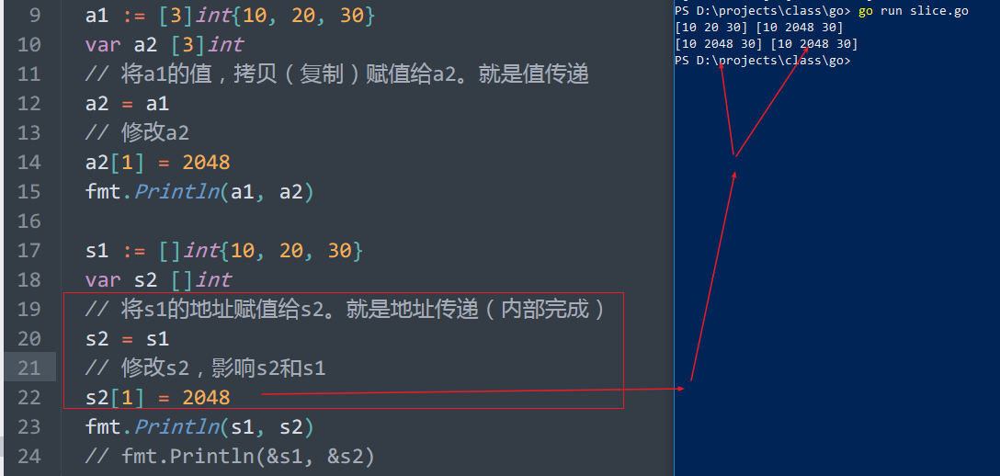 9 a1 := [3]int{10, 20, 30}
10 var a2 [3]int
11 // 将a1的值，拷贝（复制）赋值给a2。就是值传递
12 a2 = a1
13 // 修改a2
14 a2[1] = 2048
15 fmt.Println(a1, a2)
16
17 s1 := []int{10, 20, 30}
18 var s2 []int
19 // 将s1的地址赋值给s2。就是地址传递（内部完成）
20 s2 = s1
21 // 修改s2，影响s2和s1
22 s2[1] = 2048
23 fmt.Println(s1, s2)
24 // fmt.Println(&s1, &s2)
PS D:\projects\class\go> go run slice.go
[10 20 30] [10 2048 30]
[10 2048 30] [10 2048 30]
PS D:\projects\class\go>